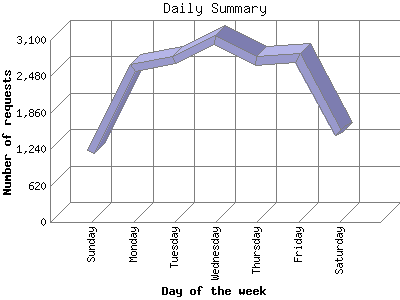 Daily Summary
Number of requests
3,100
2,480
1,860
1,240
620
0
Sunday
Monday
Tuesday
Wednesday
Thursday
Friday
Saturday
Day of the week